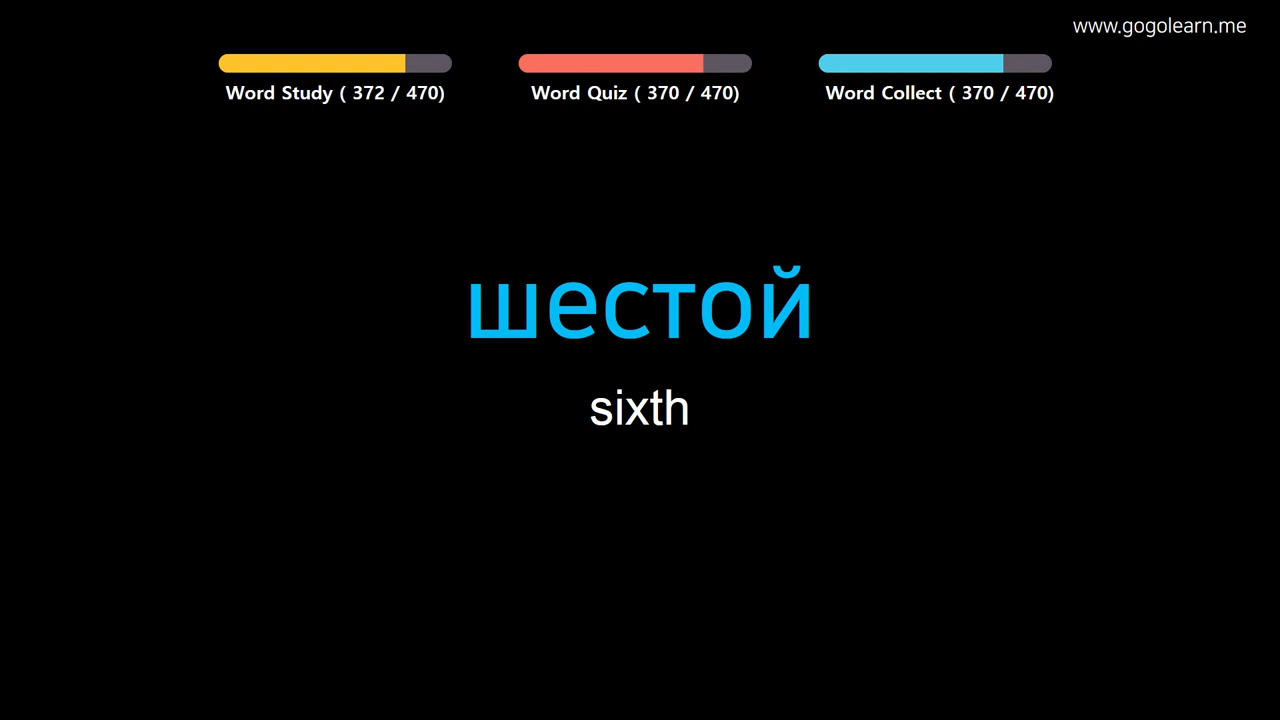 www.gogolearn.me
Word Study ( 372 / 470)
Word Quiz ( 370 / 470)
Word Collect ( 370 / 470)
шестой
sixth